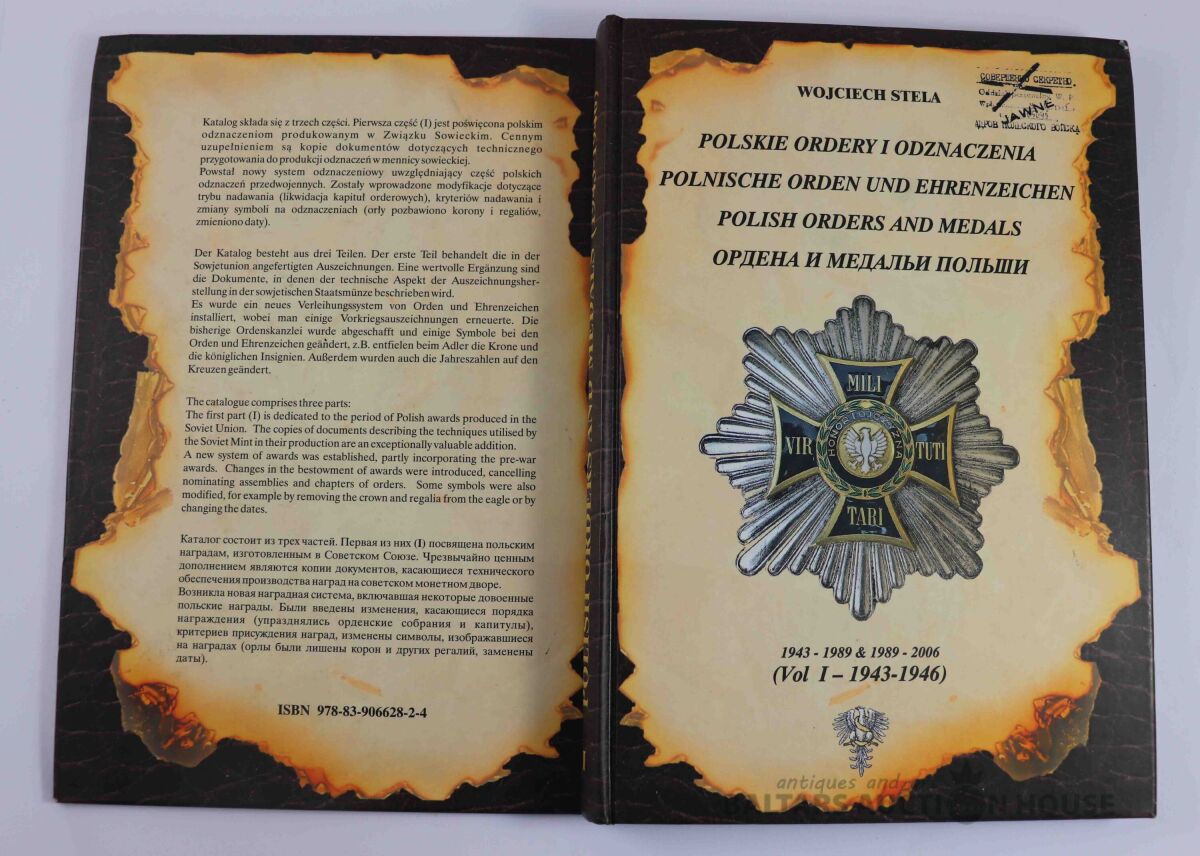 Katalog składa się z trzech części. Pierwsza część (I) jest poświęcona polskim
odznaczeniom produkowanym w Związku Sowieckim. Cennym
uzupełnieniem są kopie dokumentów dotyczących technicznego
przygotowania do produkcji odznaczeń w mennicy sowieckiej.
Powstał nowy system odznaczeniowy uwzględniający część polskich
odznaczeń przedwojennych. Zostały wprowadzone modyfikacje dotyczące
trybu nadawania (likwidacja kapituł orderowych), kryteriów nadawania i
zmiany symboli na odznaczeniach (orły pozbawiono korony i regaliów,
zmieniono daty).
Der Katalog besteht aus drei Teilen. Der erste Teil behandelt die in der
Sowjetunion angefertigten Auszeichnungen. Eine wertvolle Ergänzung sind
die Dokumente, in denen der technische Aspekt der Auszeichnungsher-
stellung in der sowjetischen Staatsmünze beschrieben wird.
Es wurde ein neues Verleihungssystem von Orden und Ehrenzeichen
installiert, wobei man einige Vorkriegsauszeichnungen erneuerte. Die
bisherige Ordenskanzlei wurde abgeschafft und einige Symbole bei den
Orden und Ehrenzeichen geändert, z.B. entfielen beim Adler die Krone und
die königlichen Insignien. Außerdem wurden auch die Jahreszahlen auf den
Kreuzen geändert.
The catalogue comprises three parts:
The first part (I) is dedicated to the period of Polish awards produced in the
Soviet Union. The copies of documents describing the techniques utilised by
the Soviet Mint in their production are an exceptionally valuable addition.
A new system of awards was established, partly incorporating the pre-war
awards. Changes in the bestowment of awards were introduced, cancelling
nominating assemblies and chapters of orders. Some symbols were also
modified, for example by removing the crown and regalia from the eagle or by
changing the dates.
Каталог состоит из трех частей. Первая из них (I) посвящена польским
наградам, изготовленным в Советском Союзе. Чрезвычайно ценным
дополнением являются копии документов, касающиеся технического
обеспечения производства наград на советском монетном дворе.
Возникла новая наградная система, включавшая некоторые довоенные
польские награды. Были введены изменения, касающиеся порядка
награждения (упразднялись орденские собрания и капитулы),
критериев присуждения наград, изменены символы, изображавшиеся
на наградах (орлы были лишены корон и других регалий, заменены
даты).
ISBN 978-83-906628-2-4
WOJCIECH STELA
СОВЕРШЕННО СЕКРЕТНО.
JAWNE
POLSKIE ORDERY I ODZNACZENIA
POLNISCHE ORDEN UND EHRENZEICHEN
POLISH ORDERS AND MEDALS
ОРДЕНА И МЕДАЛЬИ ПОЛЬШИ
MILI
VIR
HONOR I OJCZYZNA
TUTI
TARI
1943 - 1989 & 1989 - 2006
(Vol I – 1943-1946)
antiques and
BALTARS AUCTION HOUSE